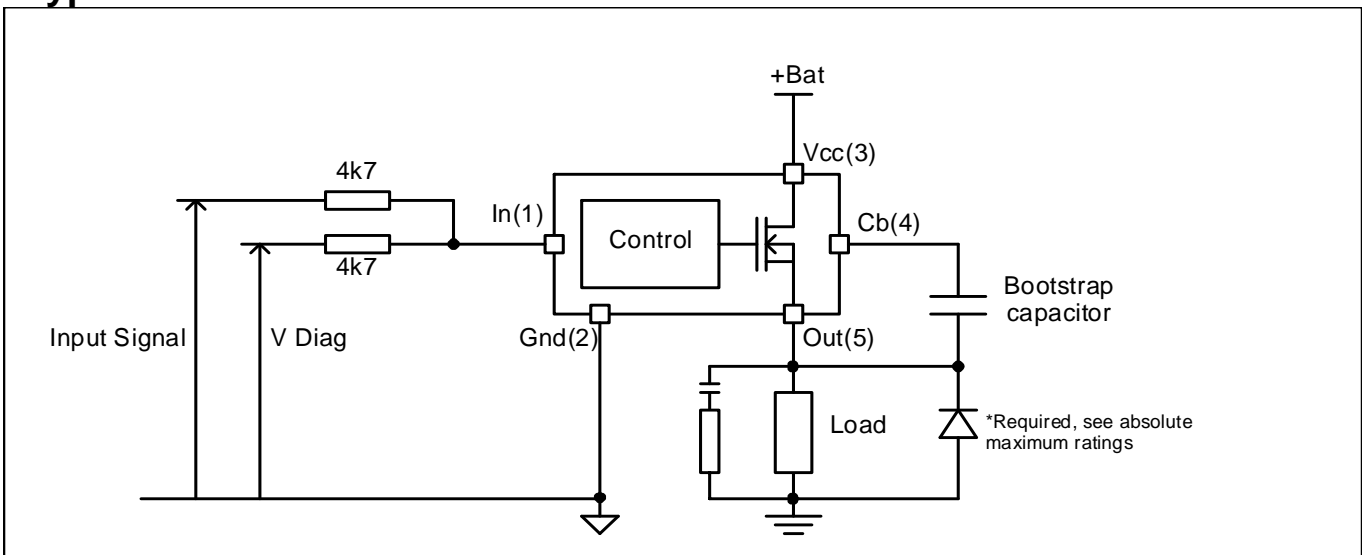 +Bat
Vcc(3)
4k7
In(1)
Cb(4)
Control
4k7
Bootstrap
capacitor
Input Signal
V Diag
Gnd(2)
Out(5)
Load
*Required, see absolute
maximum ratings